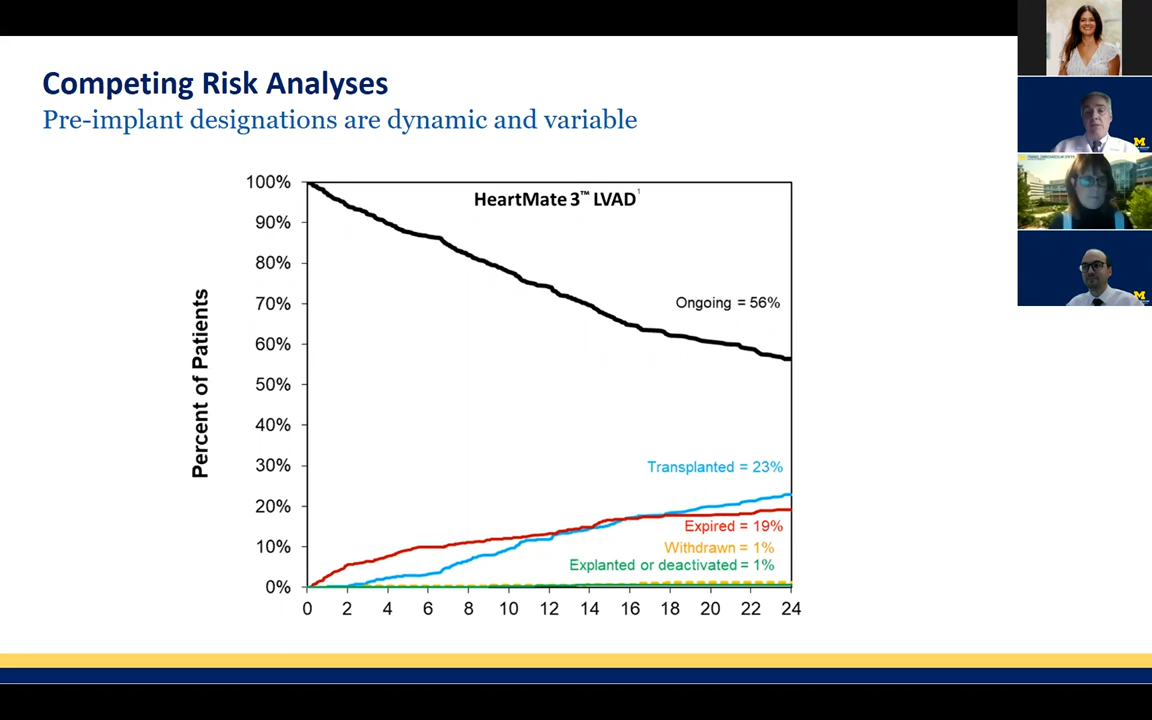 Competing Risk Analyses
Pre-implant designations are dynamic and variable
HeartMate 3™ LVAD¹
100%
90%
80%
70%
60%
50%
40%
30%
20%
10%
0%
Percent of Patients
Ongoing = 56%
Transplanted = 23%
Expired = 19%
Withdrawn = 1%
Explanted or deactivated = 1%
0 2 4 6 8 10 12 14 16 18 20 22 24
M
M